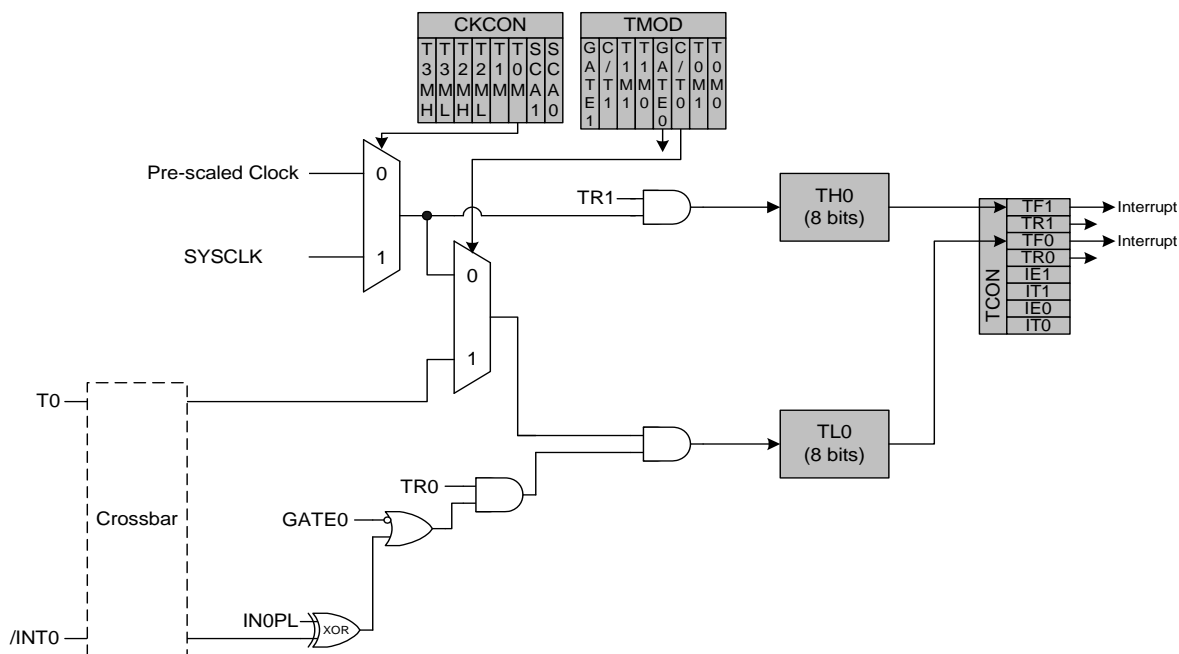 CKCON
T3MH
T3ML
T2MH
T2ML
T1M
T0M
SCA1
SCA0
TMOD
GATE1
C/T1
T1M1
T1M0
GATE0
C/T0
T0M1
T0M0
Pre-scaled Clock
0
SYSCLK
1
TR1
TH0
(8 bits)
TCON
TF1
TR1
TF0
TR0
IE1
IT1
IE0
IT0
Interrupt
Interrupt
0
1
T0
Crossbar
/INT0
TR0
GATE0
IN0PL
XOR
TL0
(8 bits)